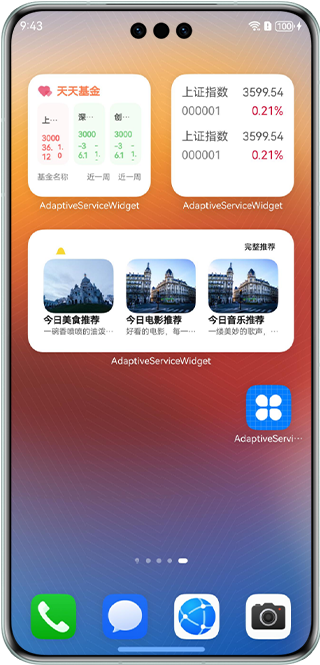 9:43
100
天天基金
上…
深…
创…
3000
36.
12
1.
0
3000
-3
6.1
-
1.
3000
-3
6.1
-
1.
基金名称
近一周
近一周
上证指数 3599.54
000001 0.21%
上证指数 3599.54
000001 0.21%
AdaptiveServiceWidget
AdaptiveServiceWidget
完整推荐
今日美食推荐
一碗香喷喷的油泼…
今日电影推荐
好看的电影，每一…
今日音乐推荐
一缕美妙的歌声，…
AdaptiveServiceWidget
AdaptiveServi…